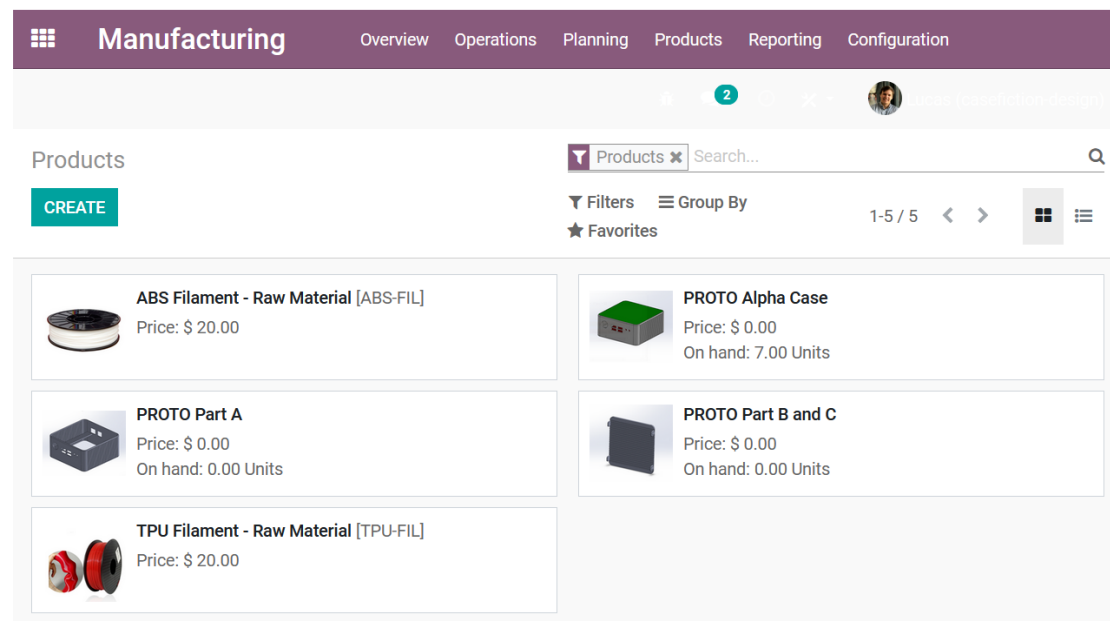 Manufacturing Overview Operations Planning Products Reporting Configuration
2 Lucas (casefiction-design)
Products
Products ✖ Search...
CREATE
Filters Group By
Favorites
1-5 / 5
ABS Filament - Raw Material [ABS-FIL]
Price: $ 20.00
PROTO Alpha Case
Price: $ 0.00
On hand: 7.00 Units
PROTO Part A
Price: $ 0.00
On hand: 0.00 Units
PROTO Part B and C
Price: $ 0.00
On hand: 0.00 Units
TPU Filament - Raw Material [TPU-FIL]
Price: $ 20.00